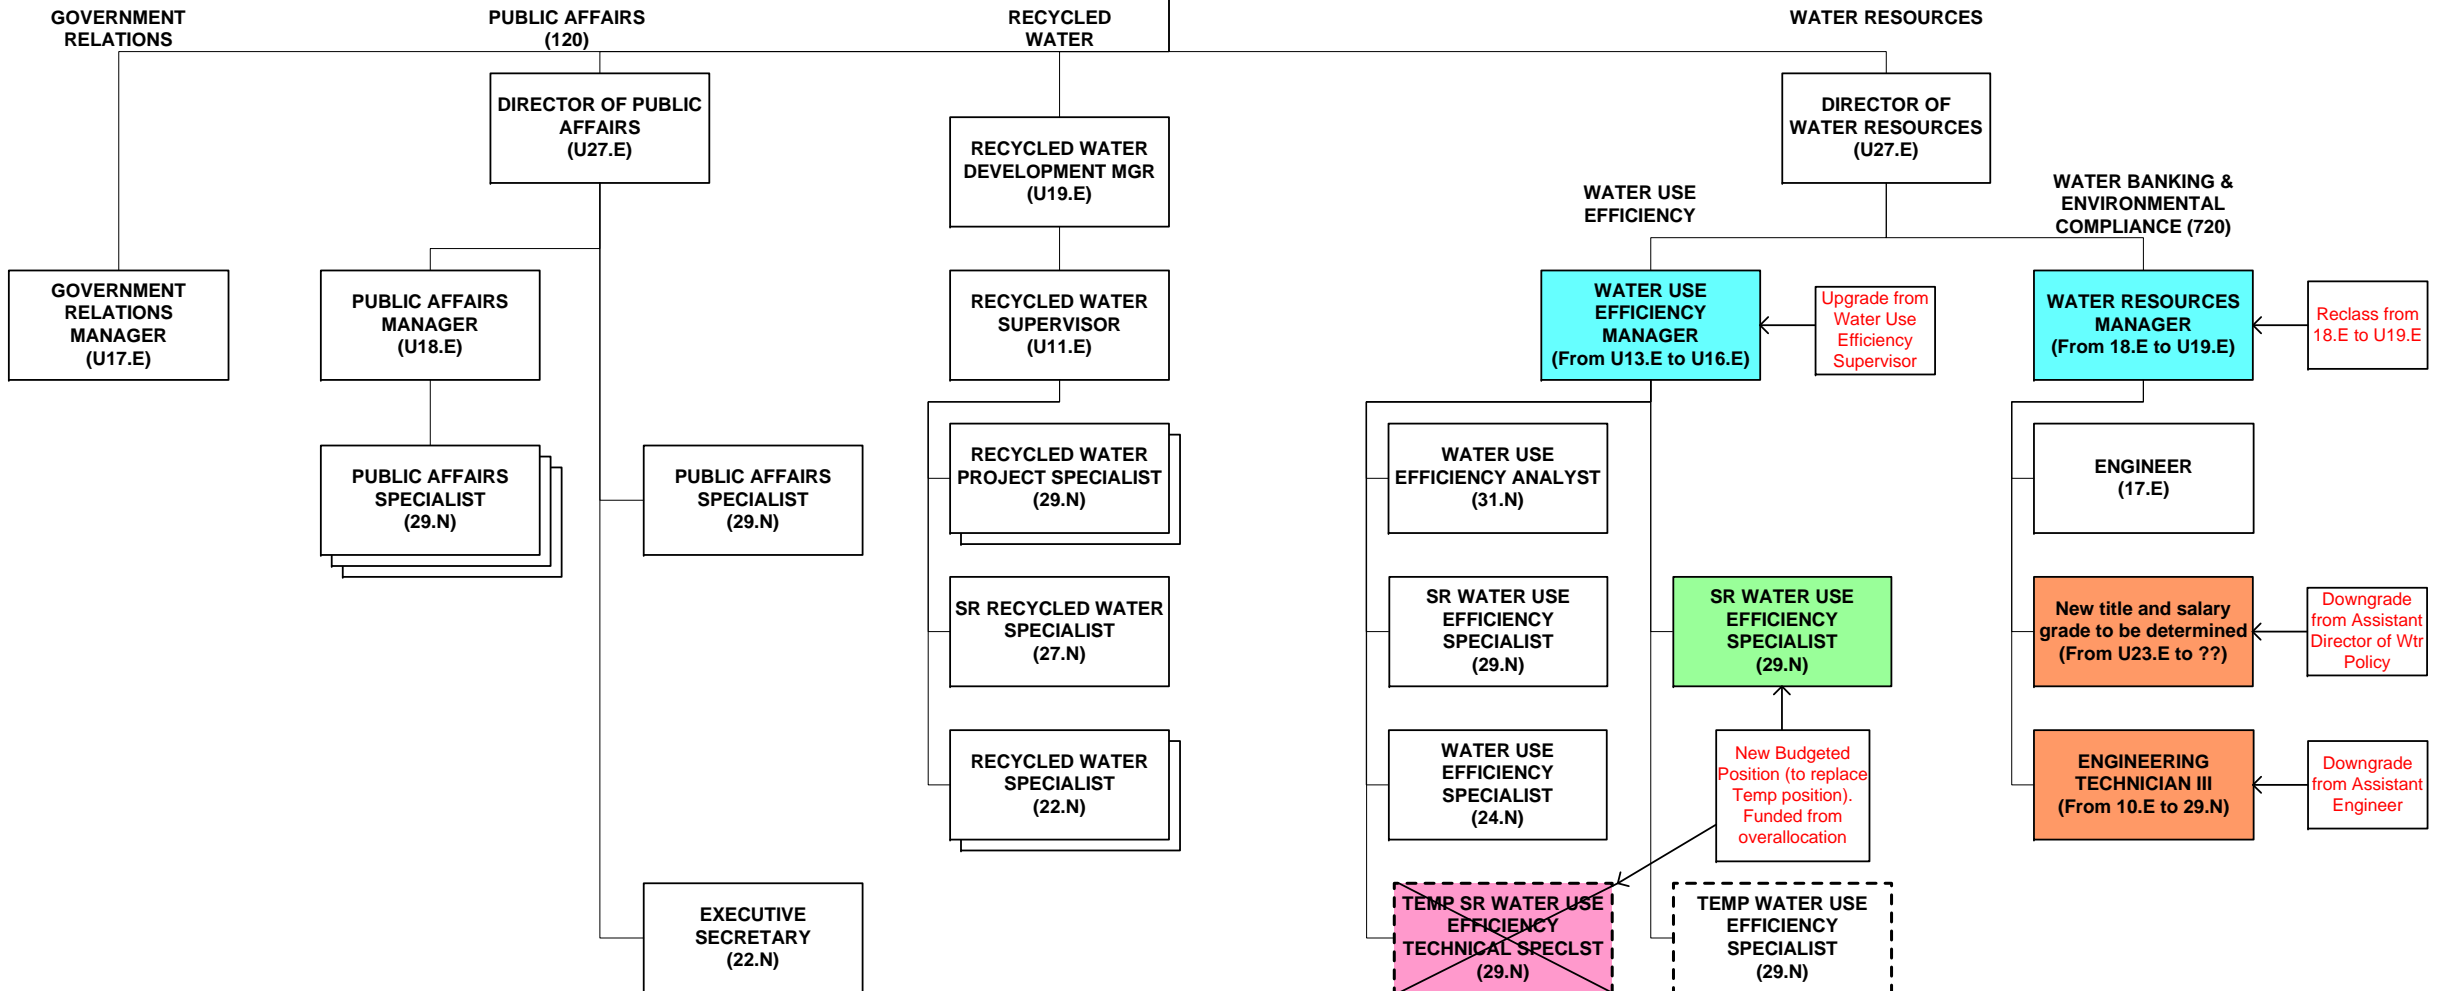 GOVERNMENT
RELATIONS
PUBLIC AFFAIRS
(120)
RECYCLED
WATER
WATER RESOURCES
DIRECTOR OF PUBLIC
AFFAIRS
(U27.E)
RECYCLED WATER
DEVELOPMENT MGR
(U19.E)
DIRECTOR OF
WATER RESOURCES
(U27.E)
WATER USE
EFFICIENCY
WATER BANKING &
ENVIRONMENTAL
COMPLIANCE (720)
GOVERNMENT
RELATIONS
MANAGER
(U17.E)
PUBLIC AFFAIRS
MANAGER
(U18.E)
RECYCLED WATER
SUPERVISOR
(U11.E)
WATER USE
EFFICIENCY
MANAGER
(From U13.E to U16.E)
Upgrade from
Water Use
Efficiency
Supervisor
WATER RESOURCES
MANAGER
(From 18.E to U19.E)
Reclass from
18.E to U19.E
PUBLIC AFFAIRS
SPECIALIST
(29.N)
PUBLIC AFFAIRS
SPECIALIST
(29.N)
RECYCLED WATER
PROJECT SPECIALIST
(29.N)
WATER USE
EFFICIENCY ANALYST
(31.N)
ENGINEER
(17.E)
SR RECYCLED WATER
SPECIALIST
(27.N)
SR WATER USE
EFFICIENCY
SPECIALIST
(29.N)
SR WATER USE
EFFICIENCY
SPECIALIST
(29.N)
New title and salary
grade to be determined
(From U23.E to ??)
Downgrade
from Assistant
Director of Wtr
Policy
RECYCLED WATER
SPECIALIST
(22.N)
WATER USE
EFFICIENCY
SPECIALIST
(24.N)
New Budgeted
Position (to replace
Temp position).
Funded from
overallocation
ENGINEERING
TECHNICIAN III
(From 10.E to 29.N)
Downgrade
from Assistant
Engineer
EXECUTIVE
SECRETARY
(22.N)
TEMP SR WATER USE
EFFICIENCY
TECHNICAL SPECLST
(29.N)
TEMP WATER USE
EFFICIENCY
SPECIALIST
(29.N)